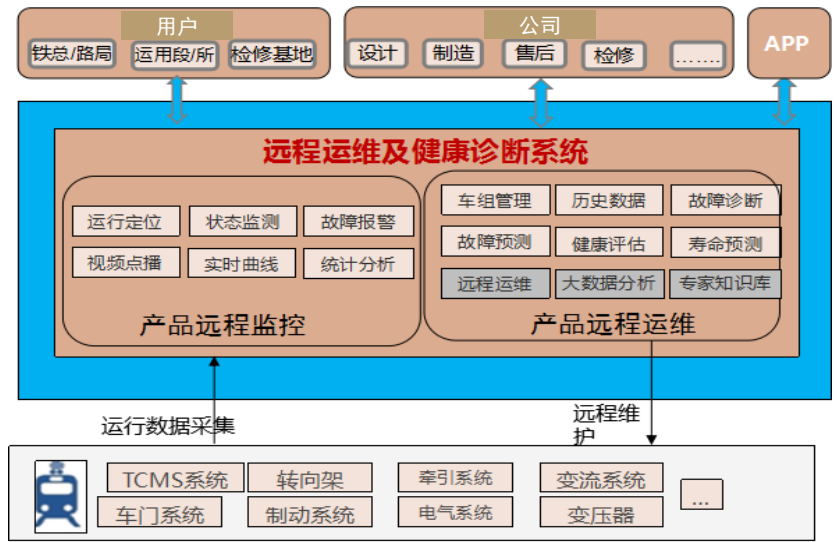 用户
铁总/路局 运用段/所 检修基地
公司
设计 制造 售后 检修 …….
APP
远程运维及健康诊断系统
运行定位 状态监测 故障报警
视频点播 实时曲线 统计分析
产品远程监控
车组管理 历史数据 故障诊断
故障预测 健康评估 寿命预测
远程运维 大数据分析 专家知识库
产品远程运维
运行数据采集
远程维
护
TCMS系统 转向架 牵引系统 变流系统
车门系统 制动系统 电气系统 变压器
...